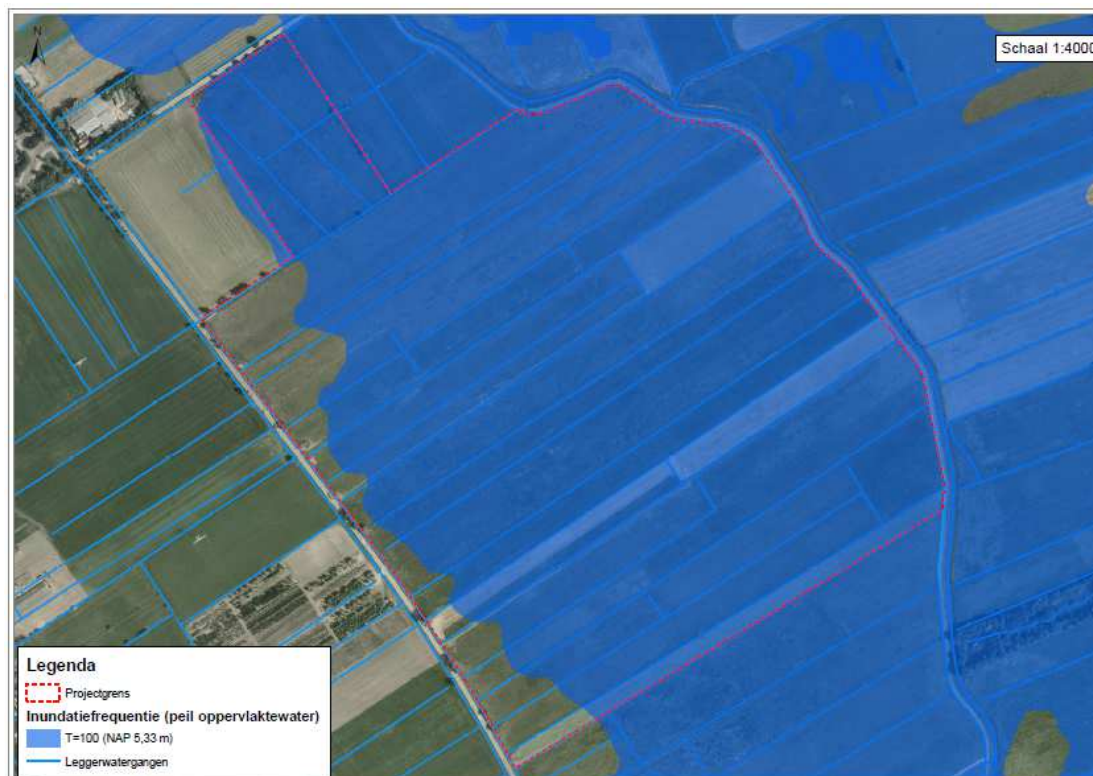 N
Schaal 1:4000
Legenda
Projectgrens
Inundatiefrequentie (peil oppervlaktewater)
T=100 (NAP 5,33 m)
Leggerwatergangen